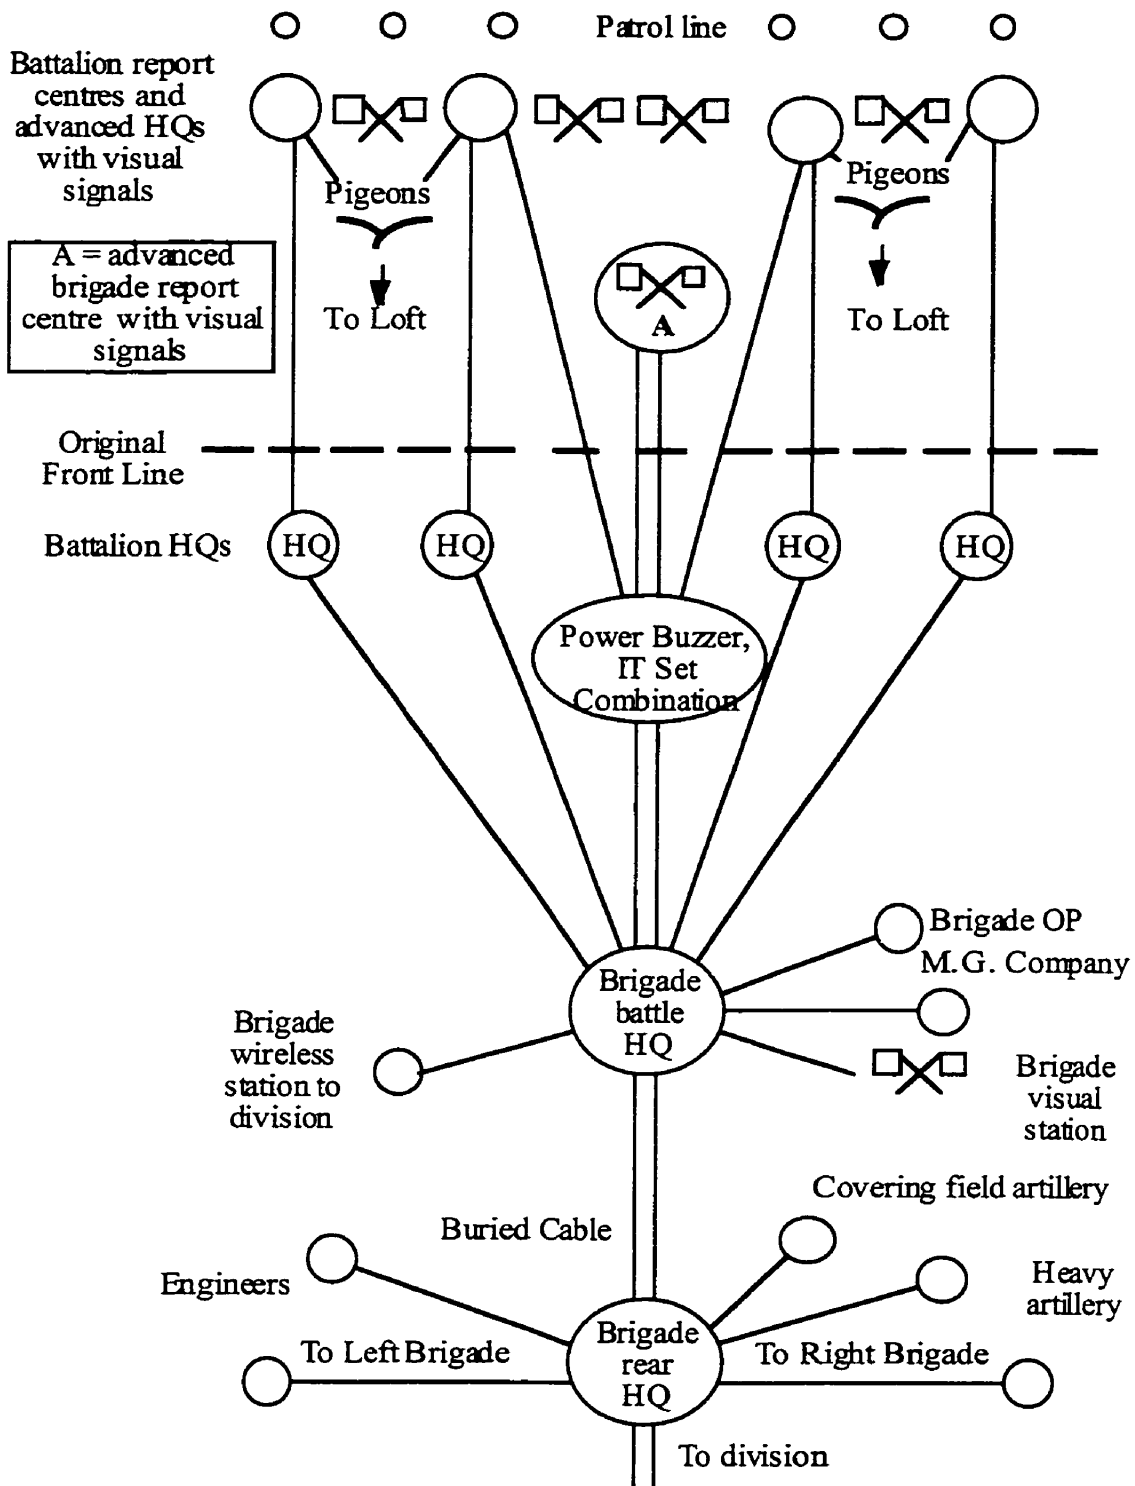 Patrol line
Battalion report
centres and
advanced HQs
with visual
signals
Pigeons
Pigeons
A = advanced
brigade report
centre with visual
signals
A
To Loft
To Loft
Original
Front Line
Battalion HQs
HQ
HQ
HQ
HQ
Power Buzzer,
IT Set
Combination
Brigade OP
M.G. Company
Brigade
battle
HQ
Brigade
wireless
station to
division
Brigade
visual
station
Covering field artillery
Buried Cable
Engineers
Heavy
artillery
Brigade
rear
HQ
To Left Brigade
To Right Brigade
To division